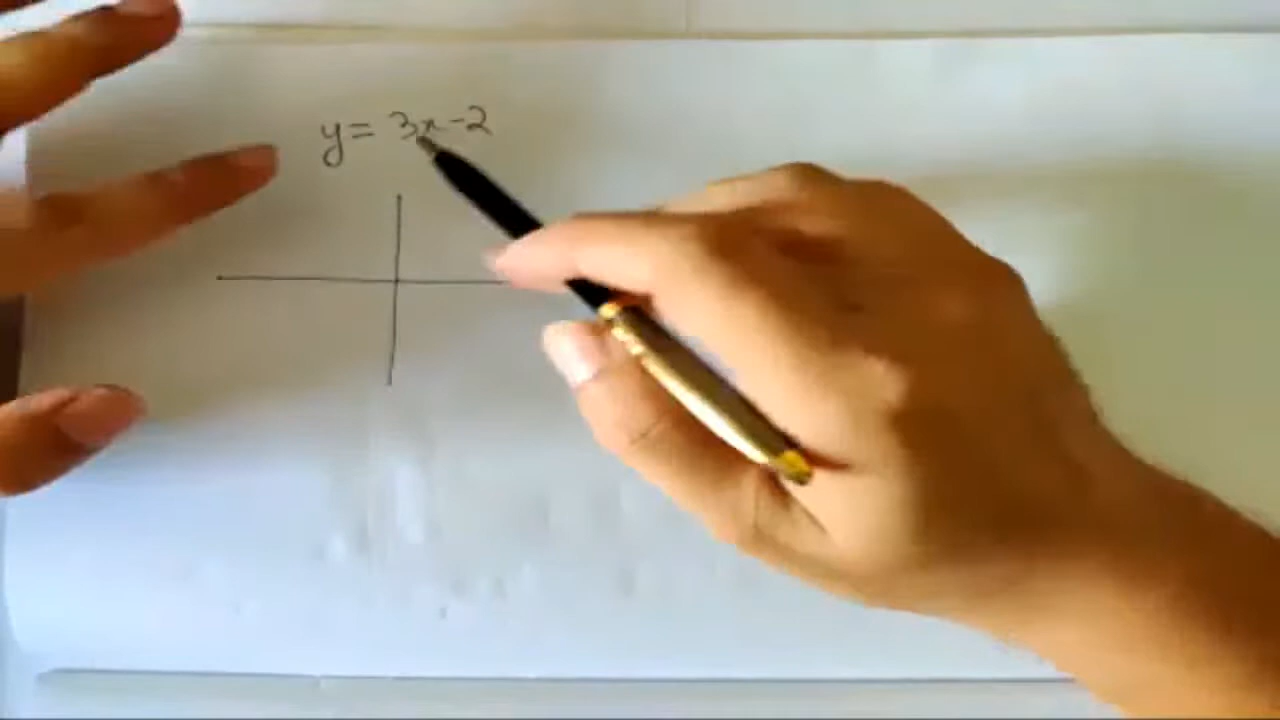 y = 3x-2